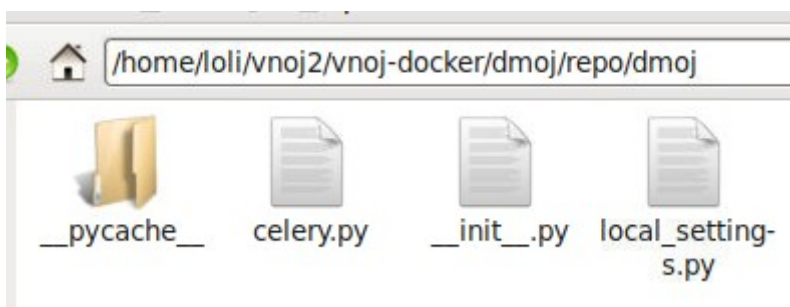 /home/loli/vnoj2/vnoj-docker/dmoj/repo/dmoj
__pycache__
celery.py
__init__.py
local_setting-
s.py